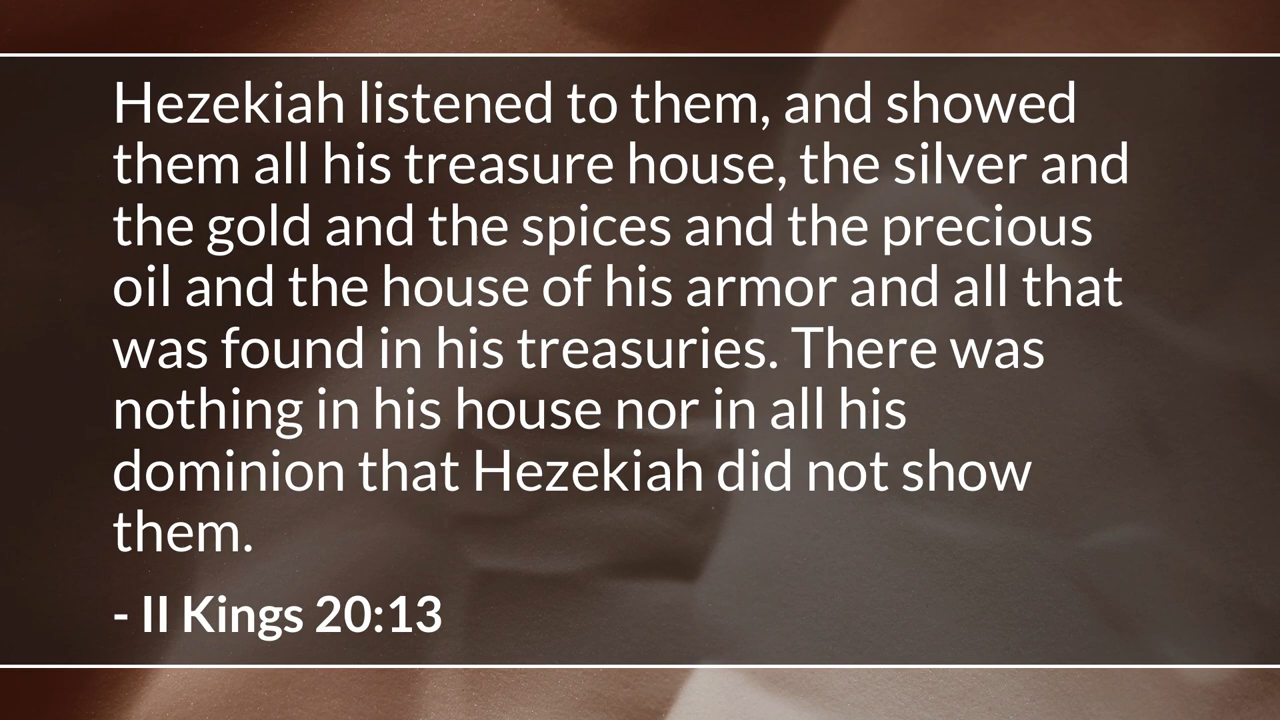 Hezekiah listened to them, and showed
them all his treasure house, the silver and
the gold and the spices and the precious
oil and the house of his armor and all that
was found in his treasuries. There was
nothing in his house nor in all his
dominion that Hezekiah did not show
them.
- II Kings 20:13